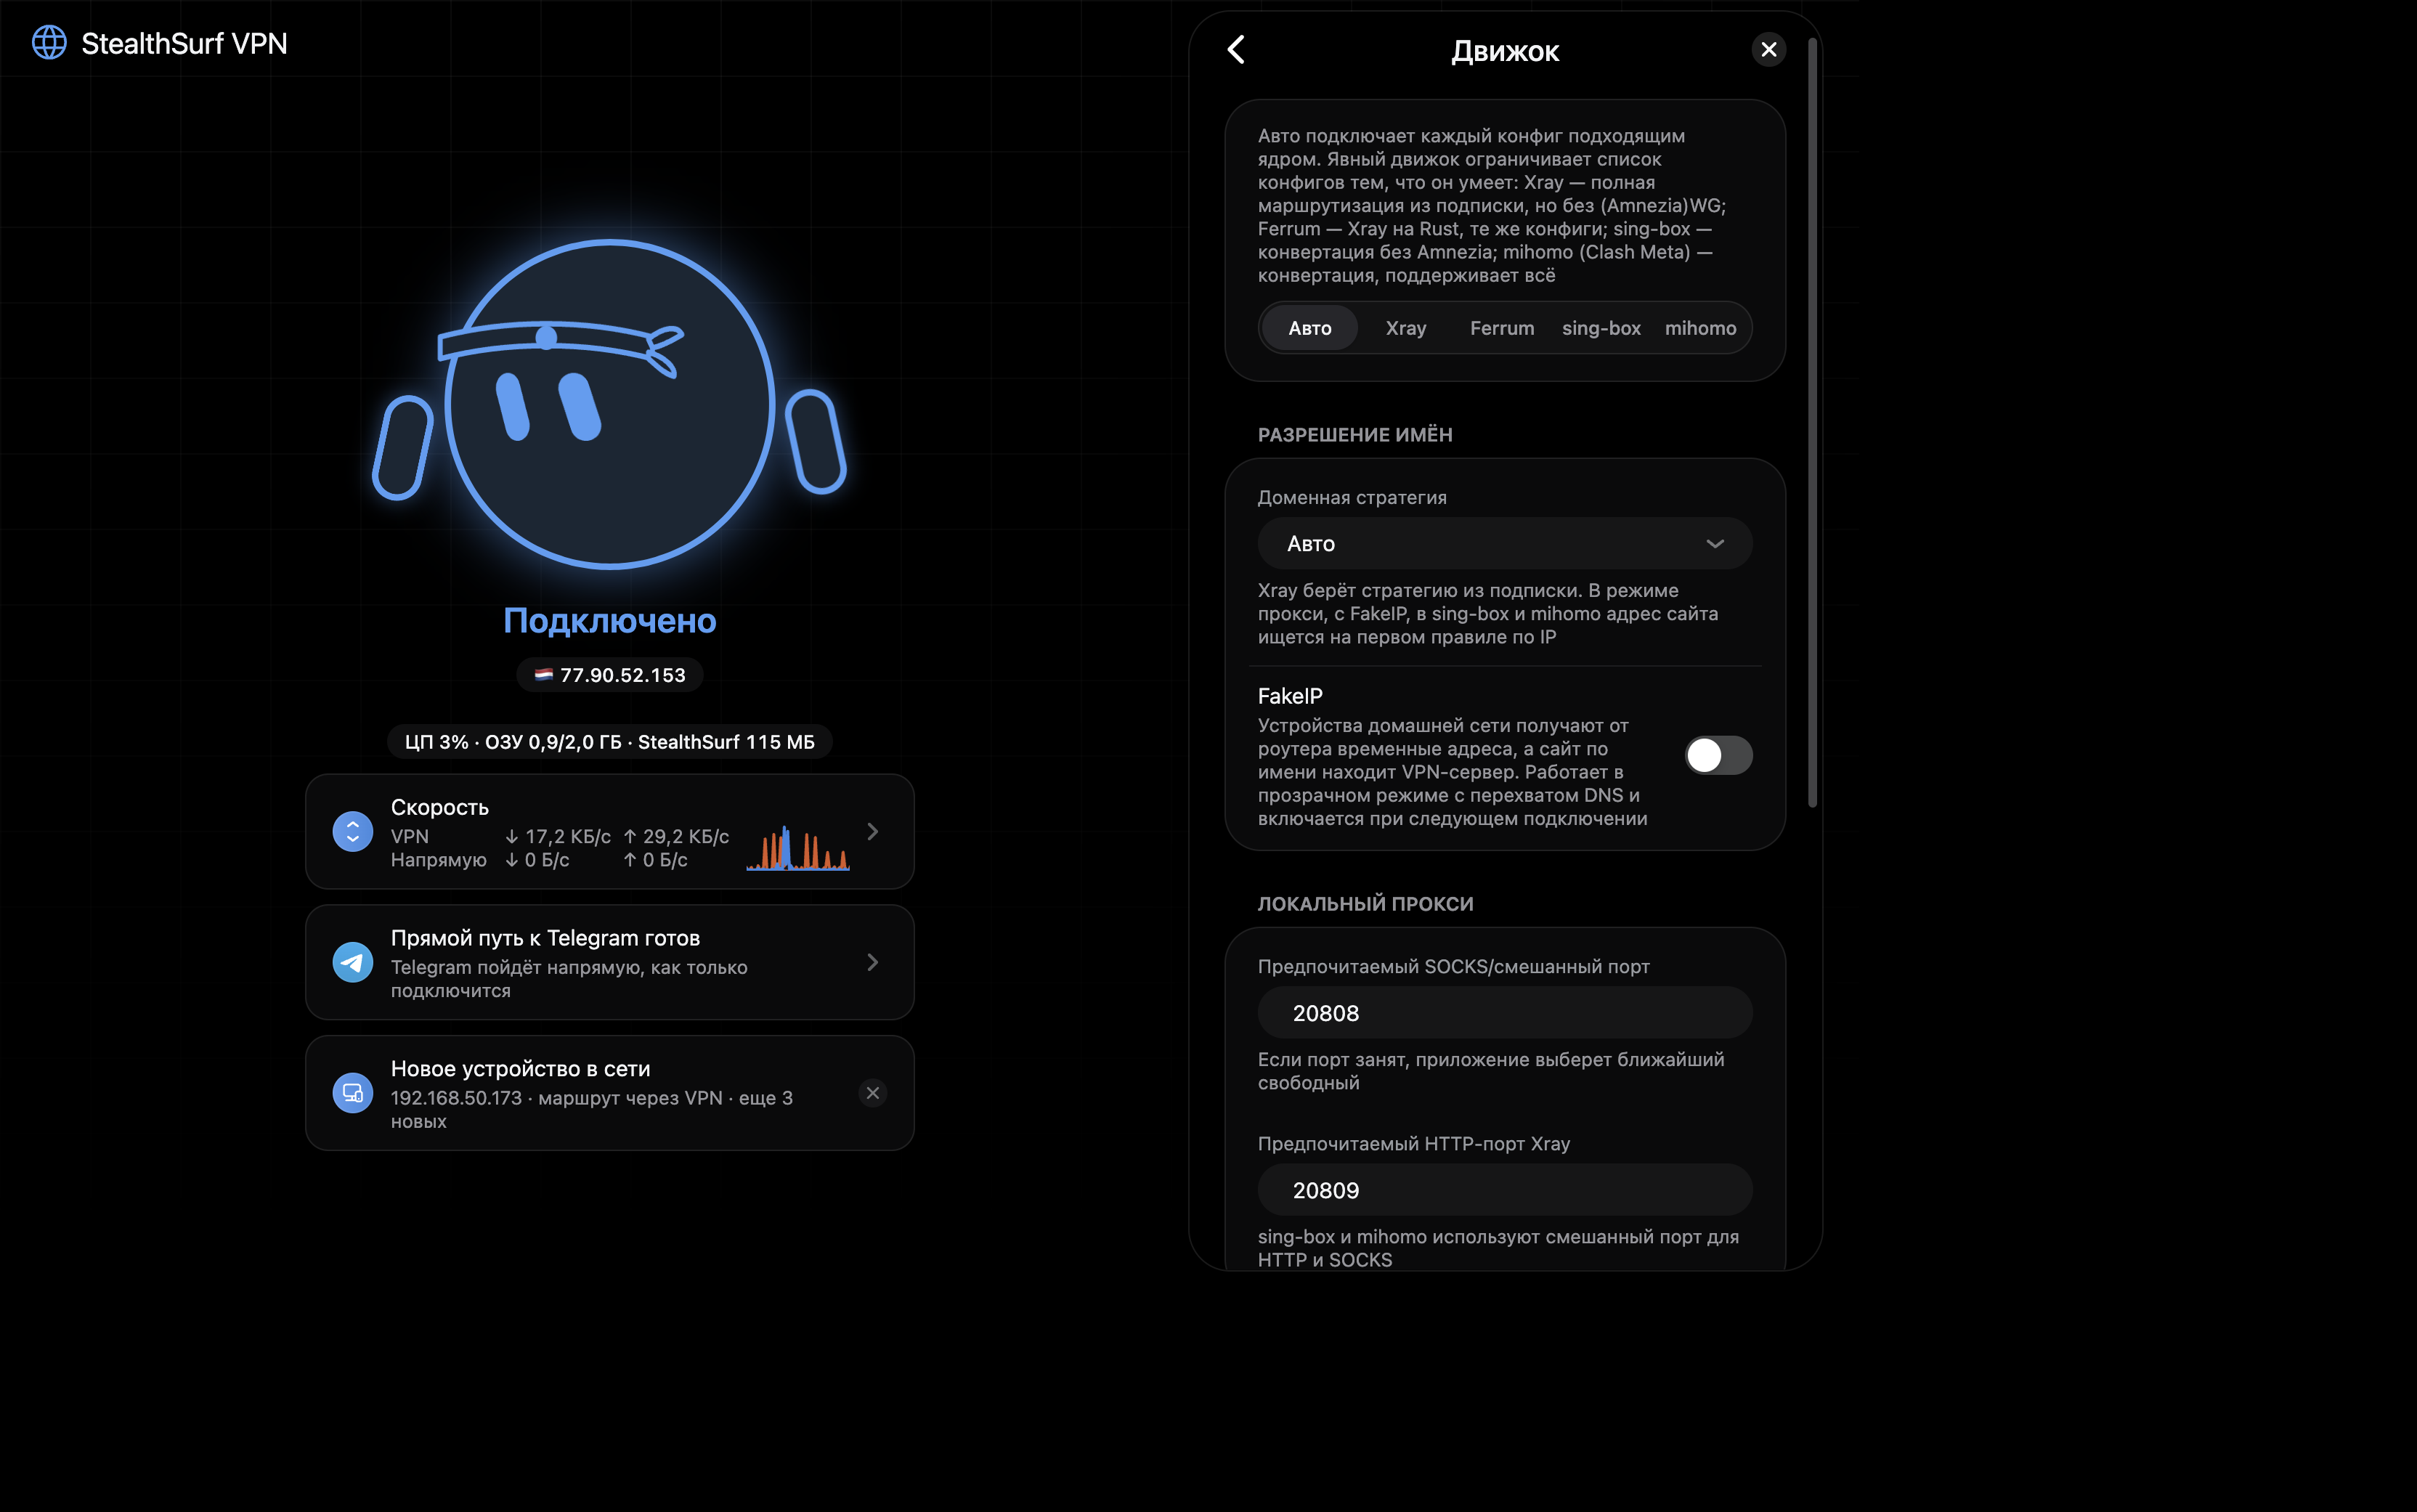 StealthSurf VPN
Подключено
77.90.52.153
ЦП 3% · ОЗУ 0,9/2,0 ГБ · StealthSurf 115 МБ
Скорость
VPN ↓ 17,2 КБ/с ↑ 29,2 КБ/с
Напрямую ↓ 0 Б/с ↑ 0 Б/с
Прямой путь к Telegram готов
Telegram пойдёт напрямую, как только
подключится
Новое устройство в сети
192.168.50.173 · маршрут через VPN · еще 3
новых
Движок
Авто подключает каждый конфиг подходящим
ядром. Явный движок ограничивает список
конфигов тем, что он умеет: Xray — полная
маршрутизация из подписки, но без (Amnezia)WG;
Ferrum — Xray на Rust, те же конфиги; sing-box —
конвертация без Amnezia; mihomo (Clash Meta) —
конвертация, поддерживает всё
Авто Xray Ferrum sing-box mihomo
РАЗРЕШЕНИЕ ИМЁН
Доменная стратегия
Авто
Xray берёт стратегию из подписки. В режиме
прокси, с FakeIP, в sing-box и mihomo адрес сайта
ищется на первом правиле по IP
FakeIP
Устройства домашней сети получают от
роутера временные адреса, а сайт по
имени находит VPN-сервер. Работает в
прозрачном режиме с перехватом DNS и
включается при следующем подключении
ЛОКАЛЬНЫЙ ПРОКСИ
Предпочитаемый SOCKS/смешанный порт
20808
Если порт занят, приложение выберет ближайший
свободный
Предпочитаемый HTTP-порт Xray
20809
sing-box и mihomo используют смешанный порт для
HTTP и SOCKS